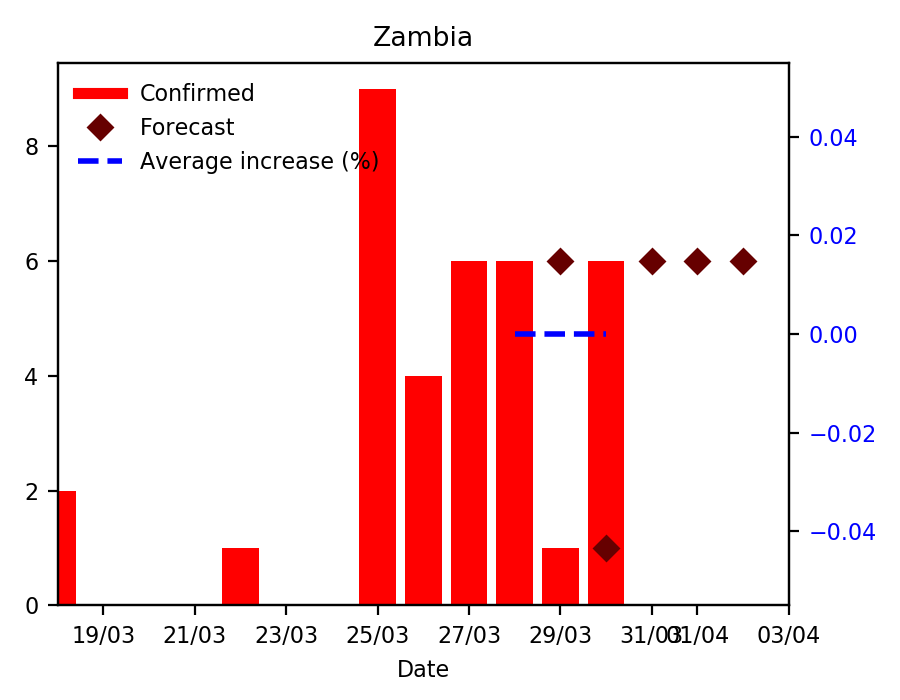 Zambia
Confirmed
Forecast
Average increase (%)
8
6
4
2
0
0.04
0.02
0.00
−0.02
−0.04
19/03 21/03 23/03 25/03 27/03 29/03 31/03 01/04 03/04
Date